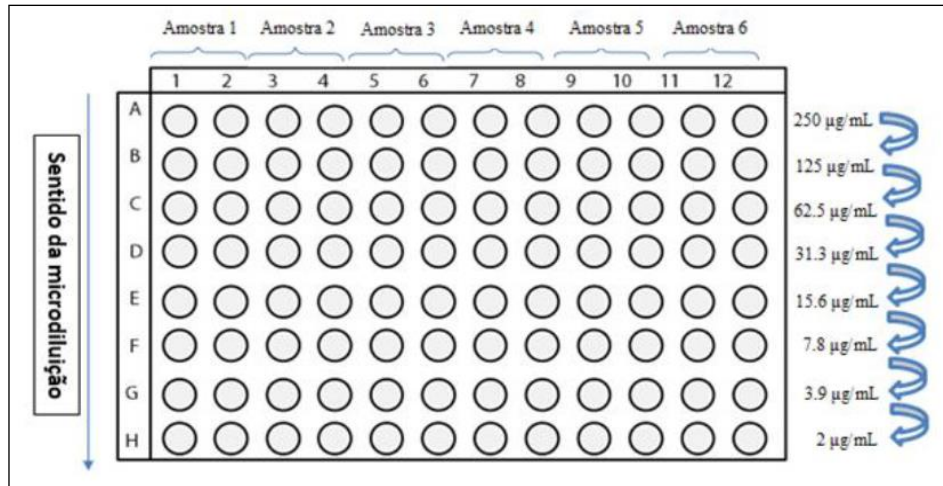 Amostra 1 Amostra 2 Amostra 3 Amostra 4 Amostra 5 Amostra 6
1 2 3 4 5 6 7 8 9 10 11 12
Sentido da microdiluição
A 250 µg/mL
B 125 µg/mL
C 62.5 µg/mL
D 31.3 µg/mL
E 15.6 µg/mL
F 7.8 µg/mL
G 3.9 µg/mL
H 2 µg/mL